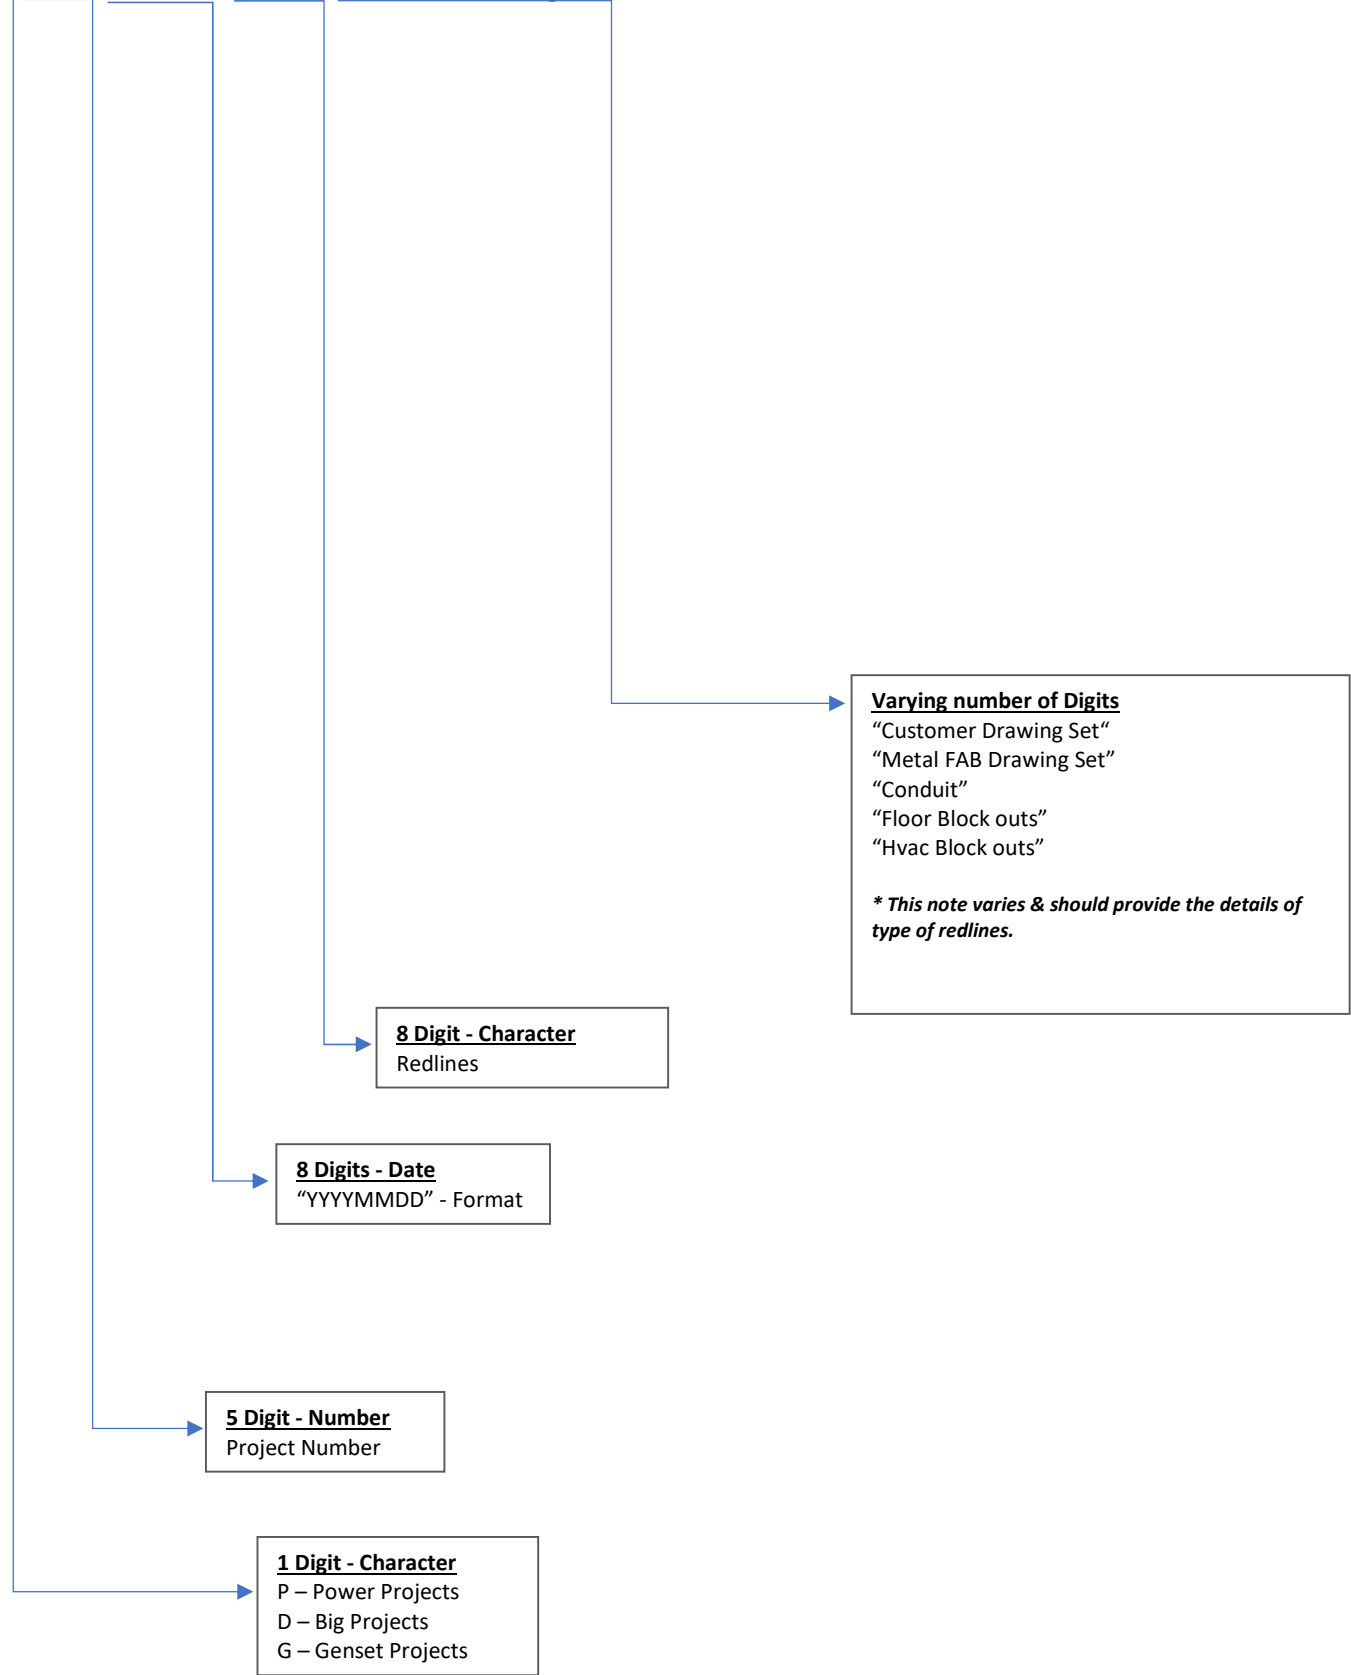 Varying number of Digits
“Customer Drawing Set“
“Metal FAB Drawing Set”
“Conduit”
“Floor Block outs”
“Hvac Block outs”
* This note varies & should provide the details of
type of redlines.
8 Digit - Character
Redlines
8 Digits - Date
“YYYYMMDD” - Format
5 Digit - Number
Project Number
1 Digit - Character
P – Power Projects
D – Big Projects
G – Genset Projects